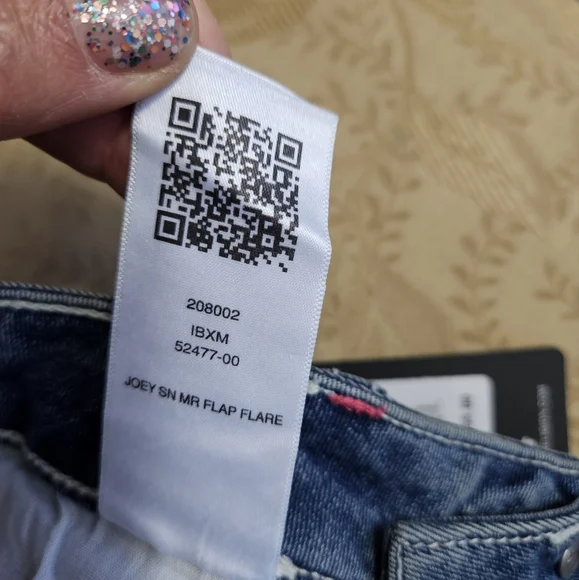 208002
IBXM
52477-00
JOEY SN MR FLAP FLARE